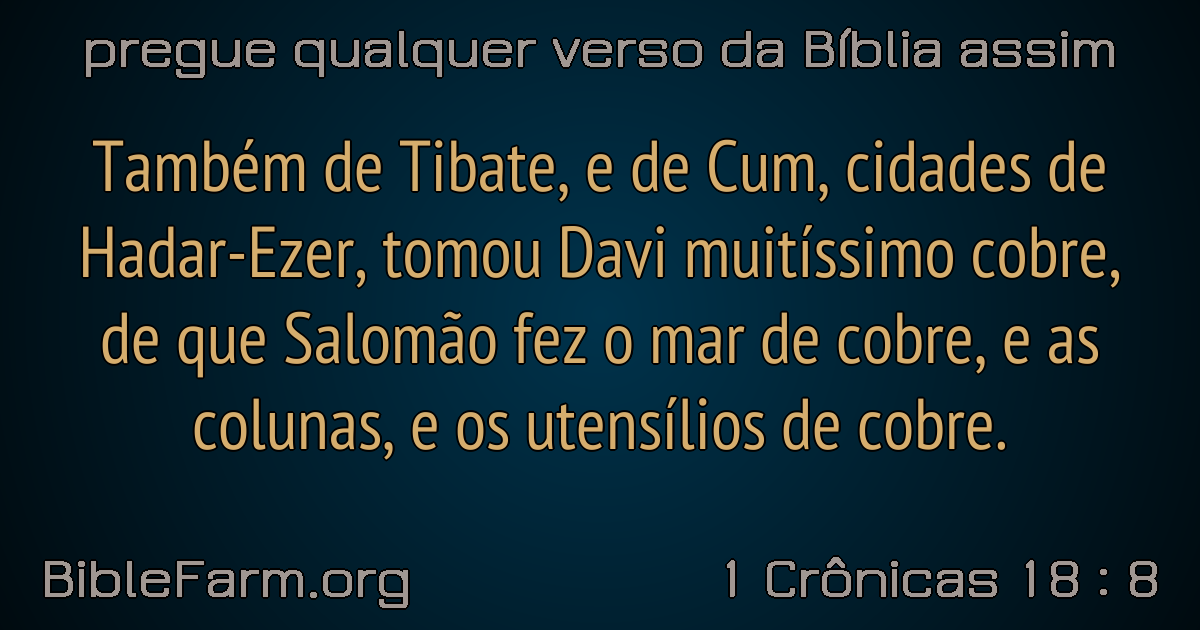 pregue qualquer verso da Bíblia assim
Também de Tibate, e de Cum, cidades de
Hadar-Ezer, tomou Davi muitíssimo cobre,
de que Salomão fez o mar de cobre, e as
colunas, e os utensílios de cobre.
BibleFarm.org
1 Crônicas 18 : 8